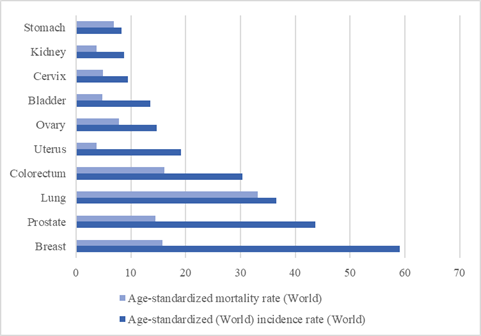 Stomach
Kidney
Cervix
Bladder
Ovary
Uterus
Colorectum
Lung
Prostate
Breast
0 10 20 30 40 50 60 70
Age-standardized mortality rate (World)
Age-standardized (World) incidence rate (World)